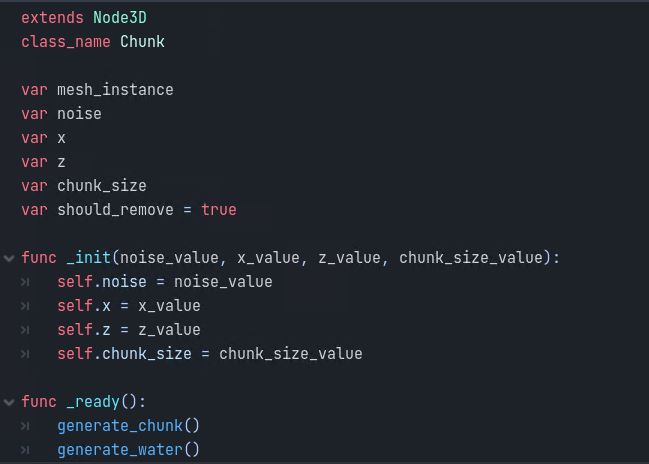 extends Node3D
class_name Chunk
var mesh_instance
var noise
var x
var z
var chunk_size
var should_remove = true
func _init(noise_value, x_value, z_value, chunk_size_value):
self.noise = noise_value
self.x = x_value
self.z = z_value
self.chunk_size = chunk_size_value
func _ready():
generate_chunk()
generate_water()